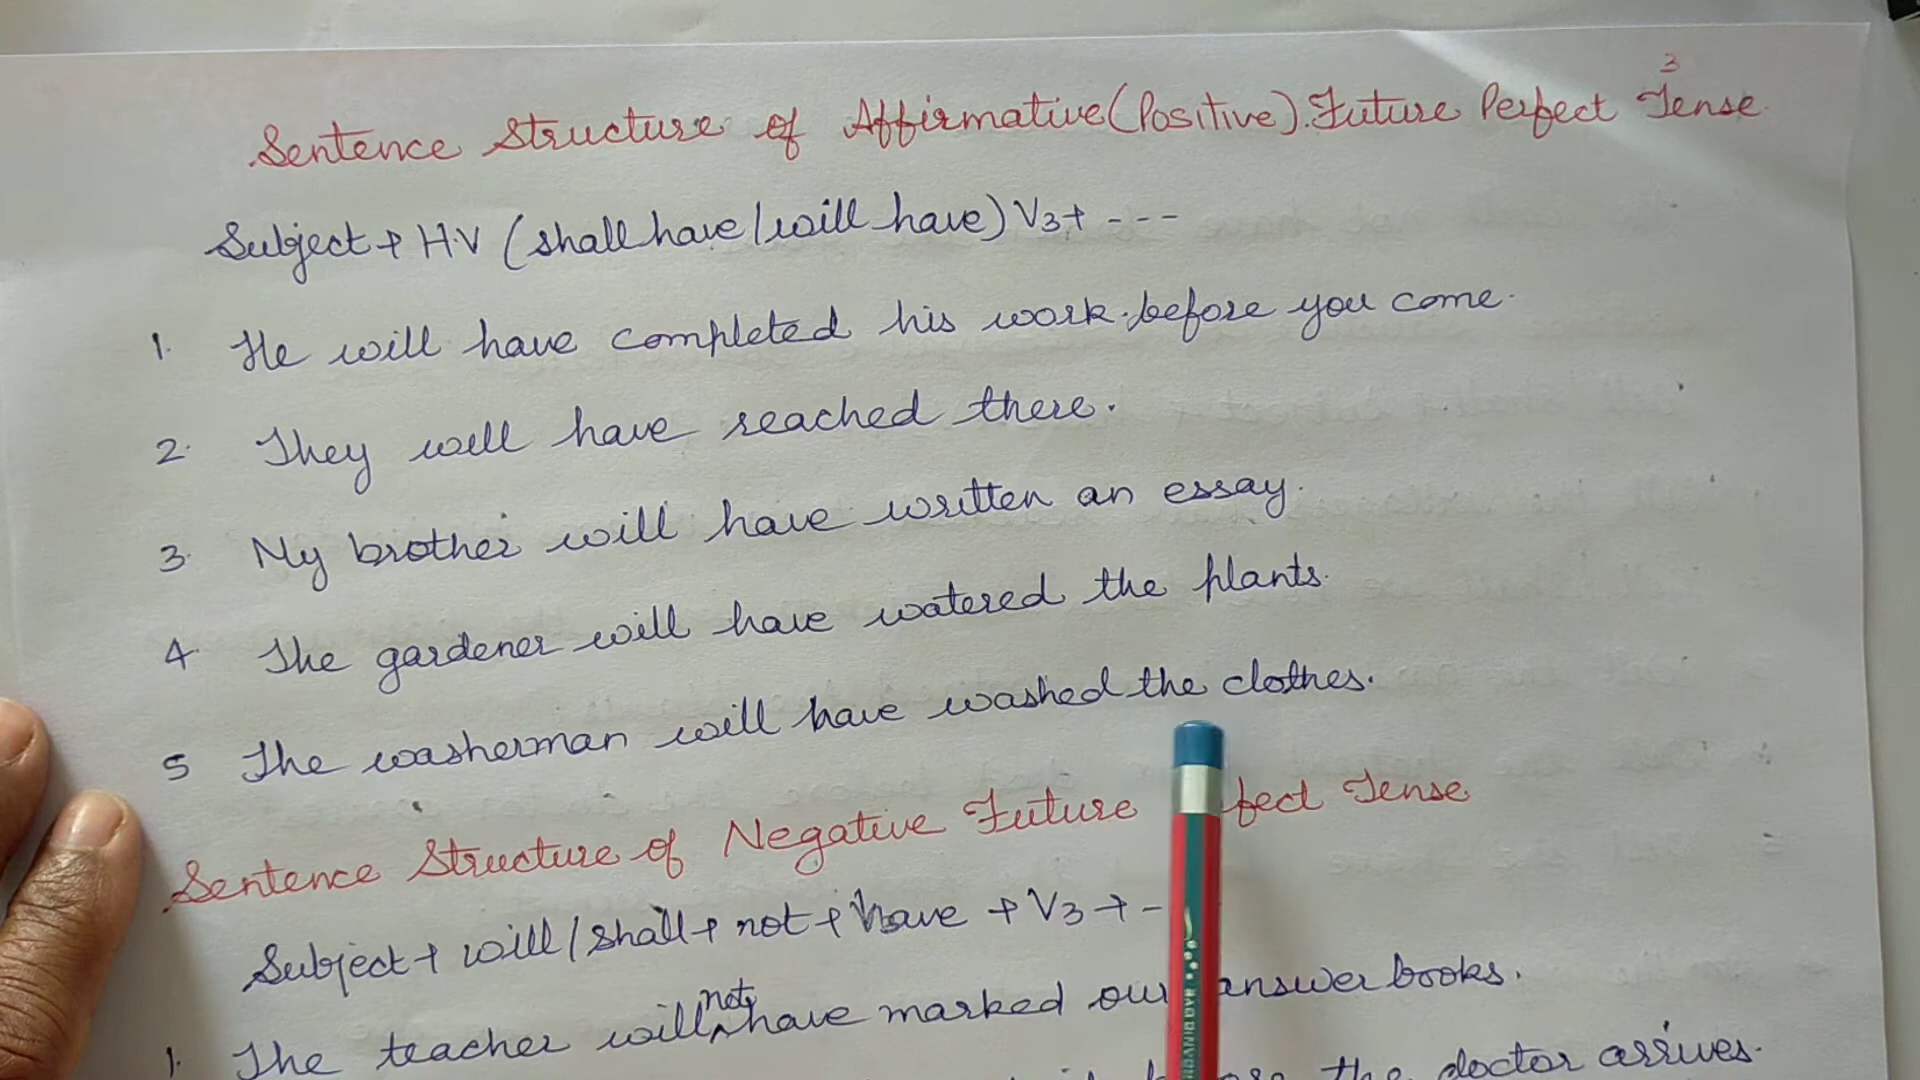 3
Sentence Structure of Affirmative (Positive). Future Perfect Tense.
Subject + H.V (shall have / will have) V3 + ---
1. He will have completed his work before you come.
2. They will have reached there.
3. My brother will have written an essay.
4. The gardener will have watered the plants.
5 The washerman will have washed the clothes.
Sentence Structure of Negative Future fect Tense
Subject + will / shall + not + have + V3 + -
1. The teacher will not have marked our answer books.
the doctor arrives.